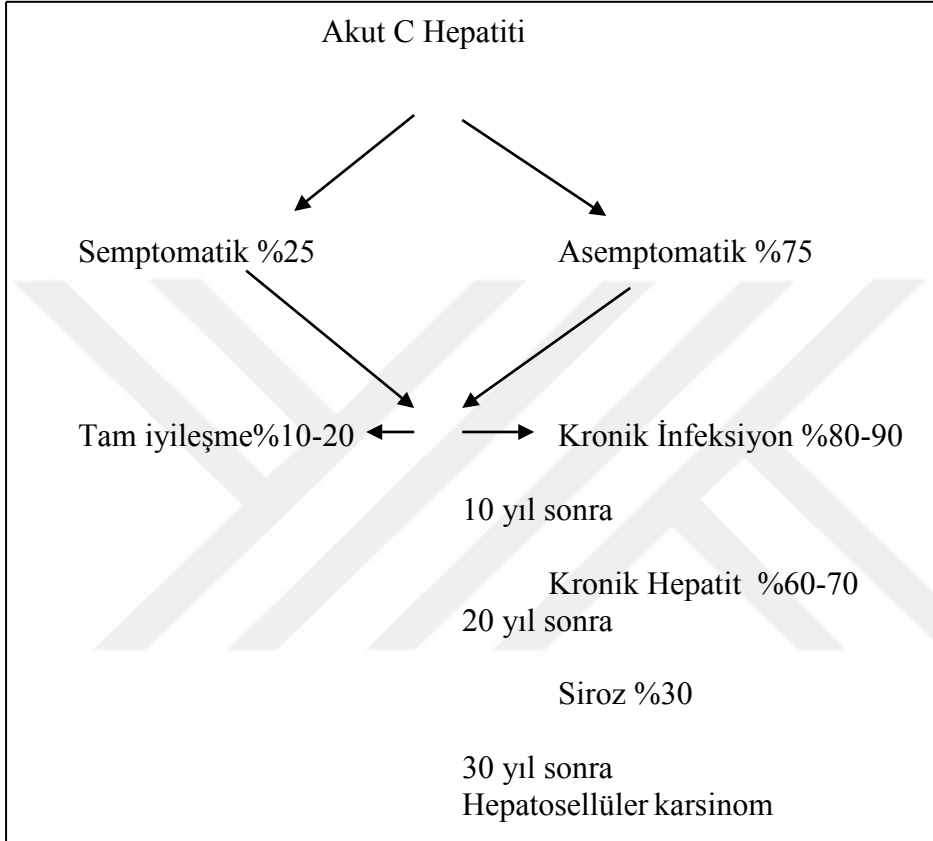 Akut C Hepatiti
Semptomatik %25 Asemptomatik %75
Tam iyileşme%10-20 Kronik İnfeksiyon %80-90
10 yıl sonra
Kronik Hepatit %60-70
20 yıl sonra
Siroz %30
30 yıl sonra
Hepatosellüler karsinom